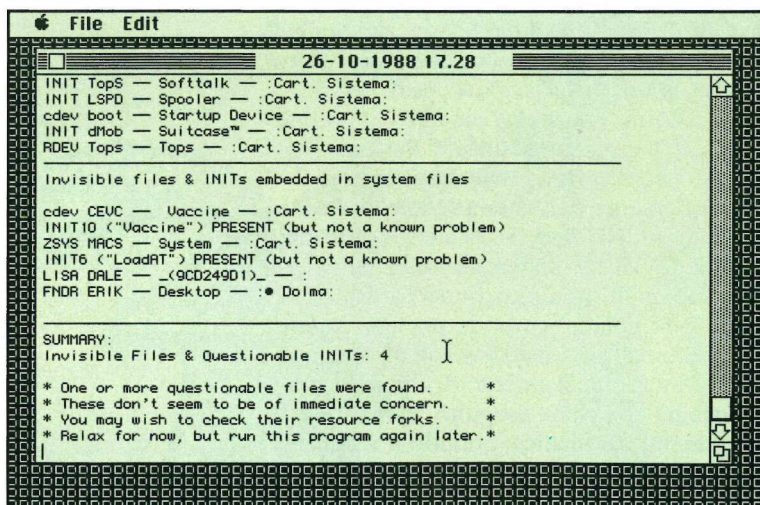 File Edit
26-10-1988 17.28
INIT TopS — Softtalk — :Cart. Sistema:
INIT LSPD — Spooler — :Cart. Sistema:
cdev boot — Startup Device — :Cart. Sistema:
INIT dMob — Suitcase™ — :Cart. Sistema:
RDEV Tops — Tops — :Cart. Sistema:
Invisible files & INITs embedded in system files
cdev CEVC — Vaccine — :Cart. Sistema:
INIT10 ("Vaccine") PRESENT (but not a known problem)
ZSYS MACS — System — :Cart. Sistema:
INIT6 ("LoadAT") PRESENT (but not a known problem)
LISA DALE — _(9CD249D1)_ — :
FNDR ERIK — Desktop — :● Dolma:
SUMMARY:
Invisible Files & Questionable INITs: 4
* One or more questionable files were found. *
* These don't seem to be of immediate concern. *
* You may wish to check their resource forks. *
* Relax for now, but run this program again later.*